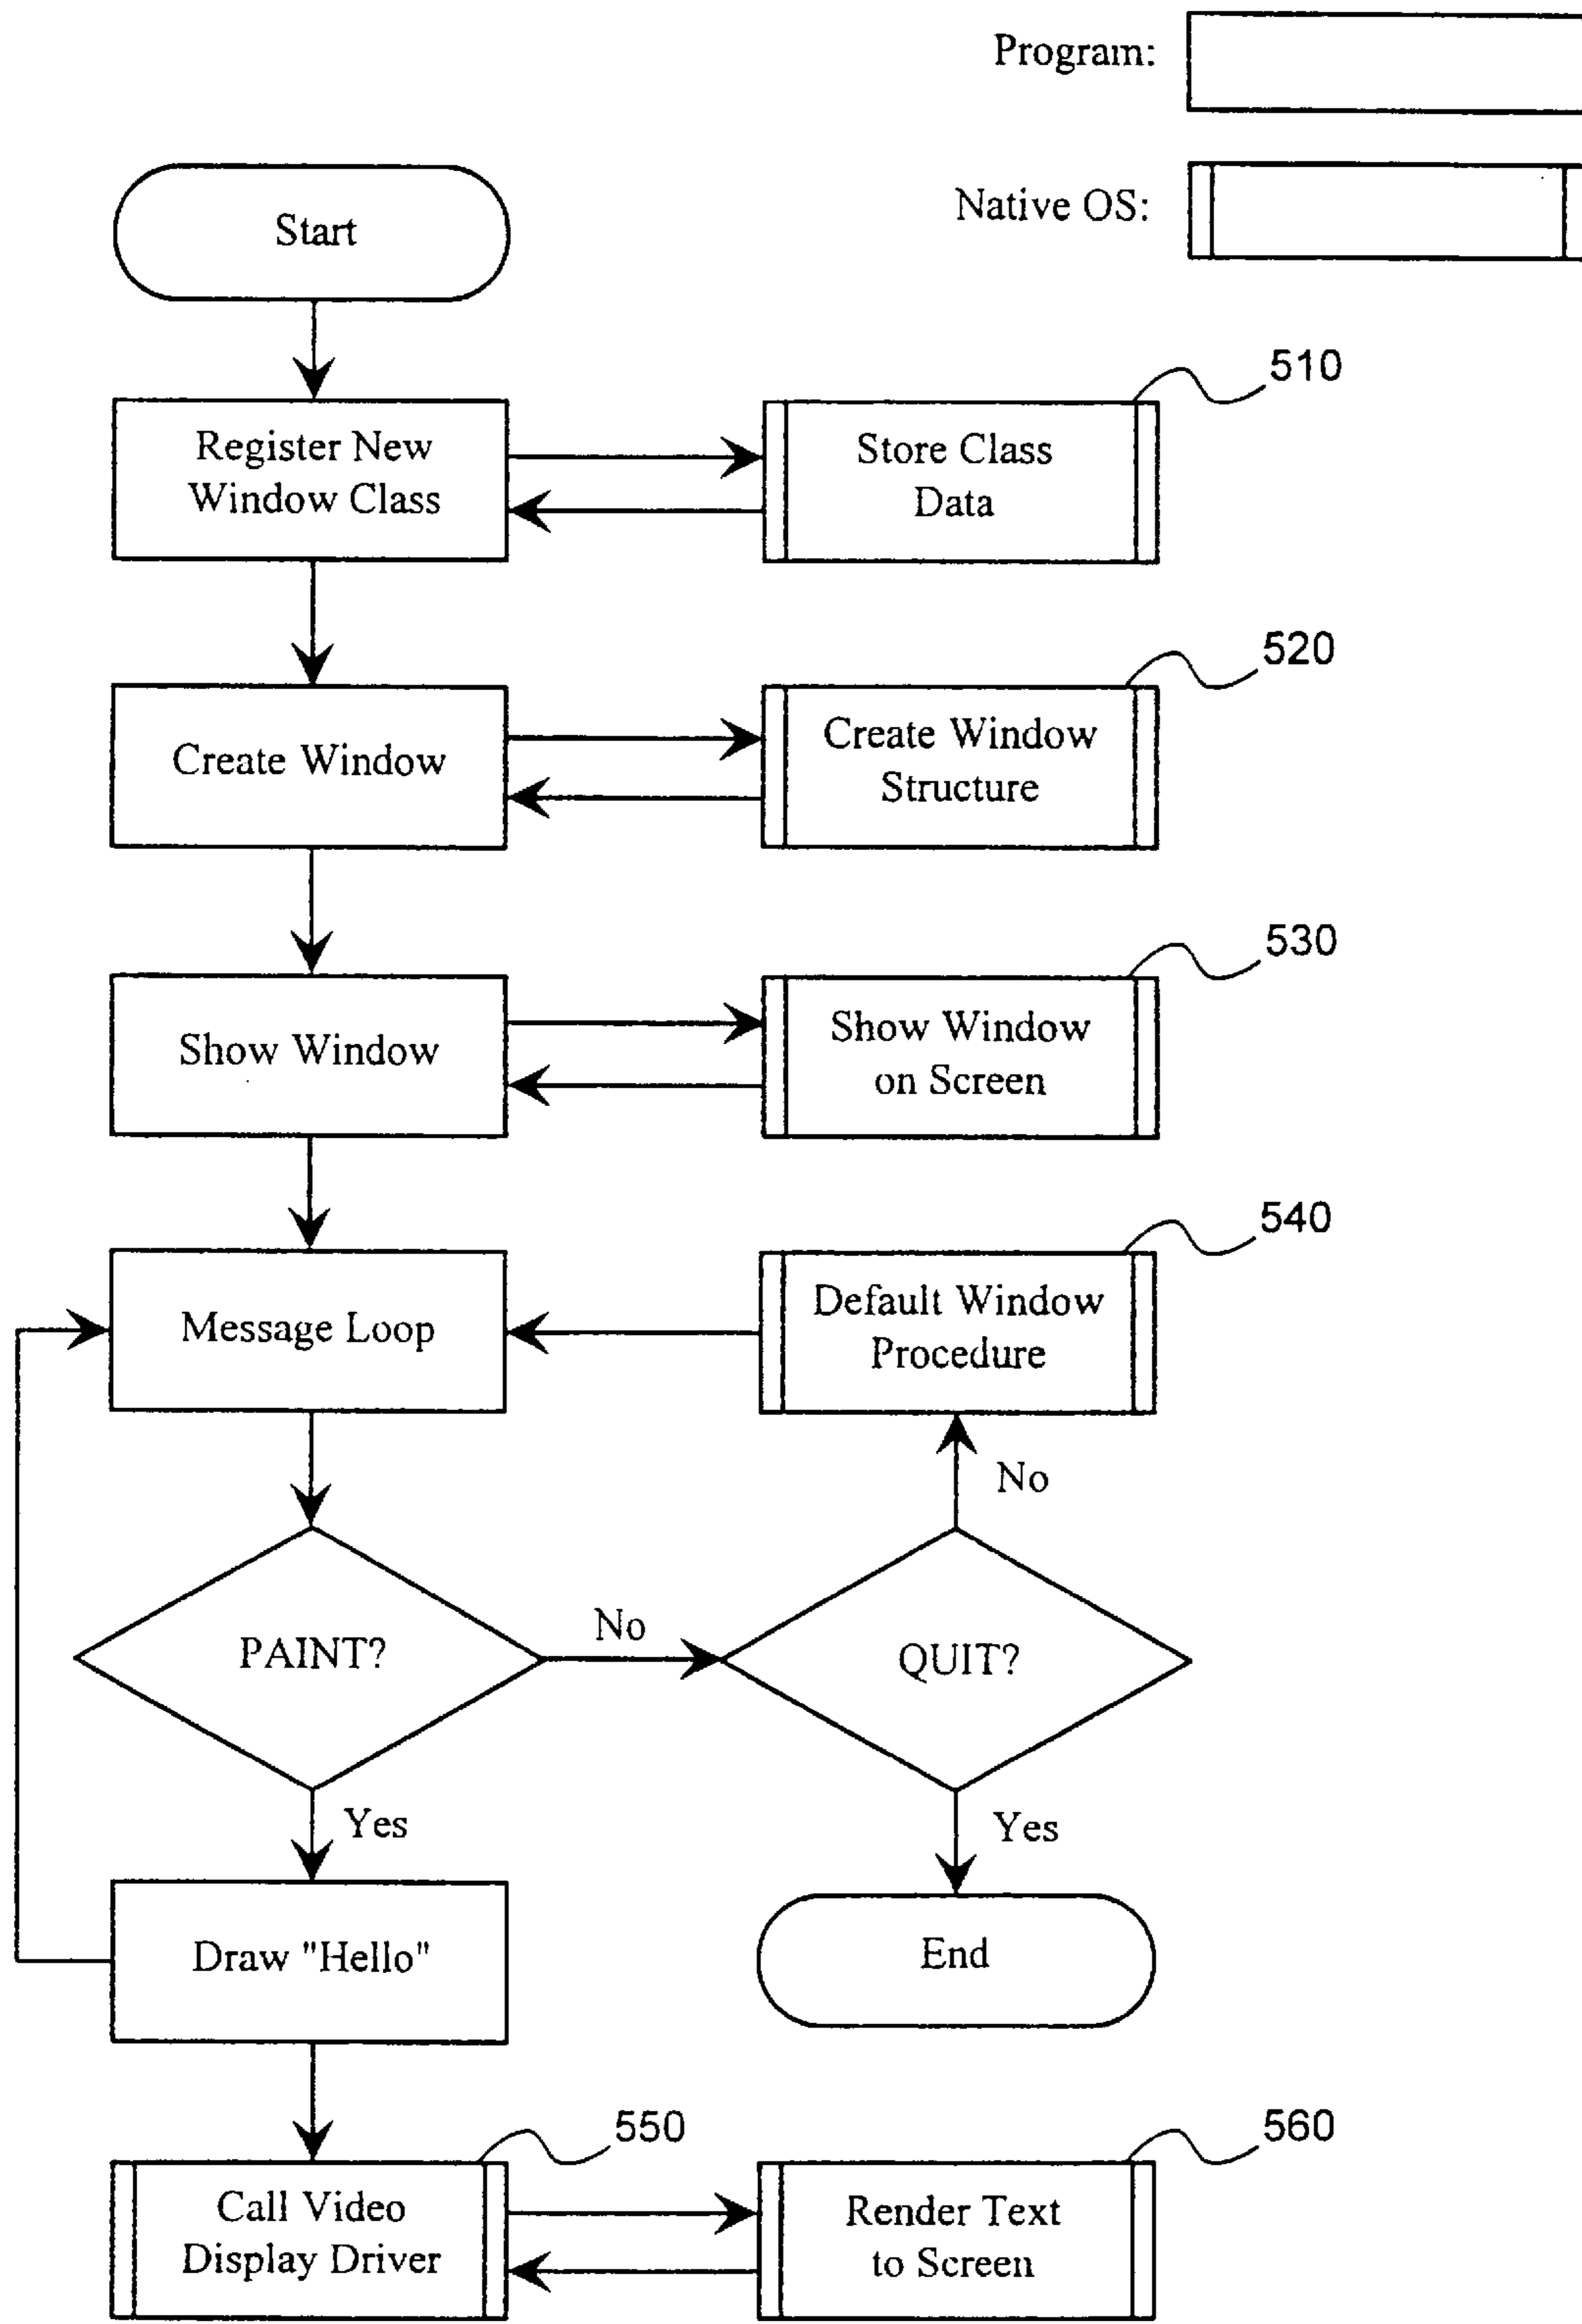 Program:
Native OS:
Start
510
Register New
Window Class
Store Class
Data
520
Create Window
Create Window
Structure
530
Show Window
Show Window
on Screen
540
Message Loop
Default Window
Procedure
No
PAINT?
No
QUIT?
Yes
Yes
Draw "Hello"
End
550
560
Call Video
Display Driver
Render Text
to Screen